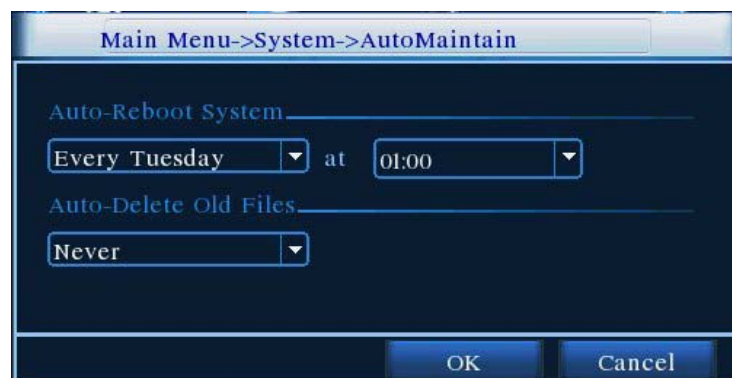 Main Menu->System->AutoMaintain
Auto-Reboot System
Every Tuesday at 01:00
Auto-Delete Old Files
Never
OK Cancel